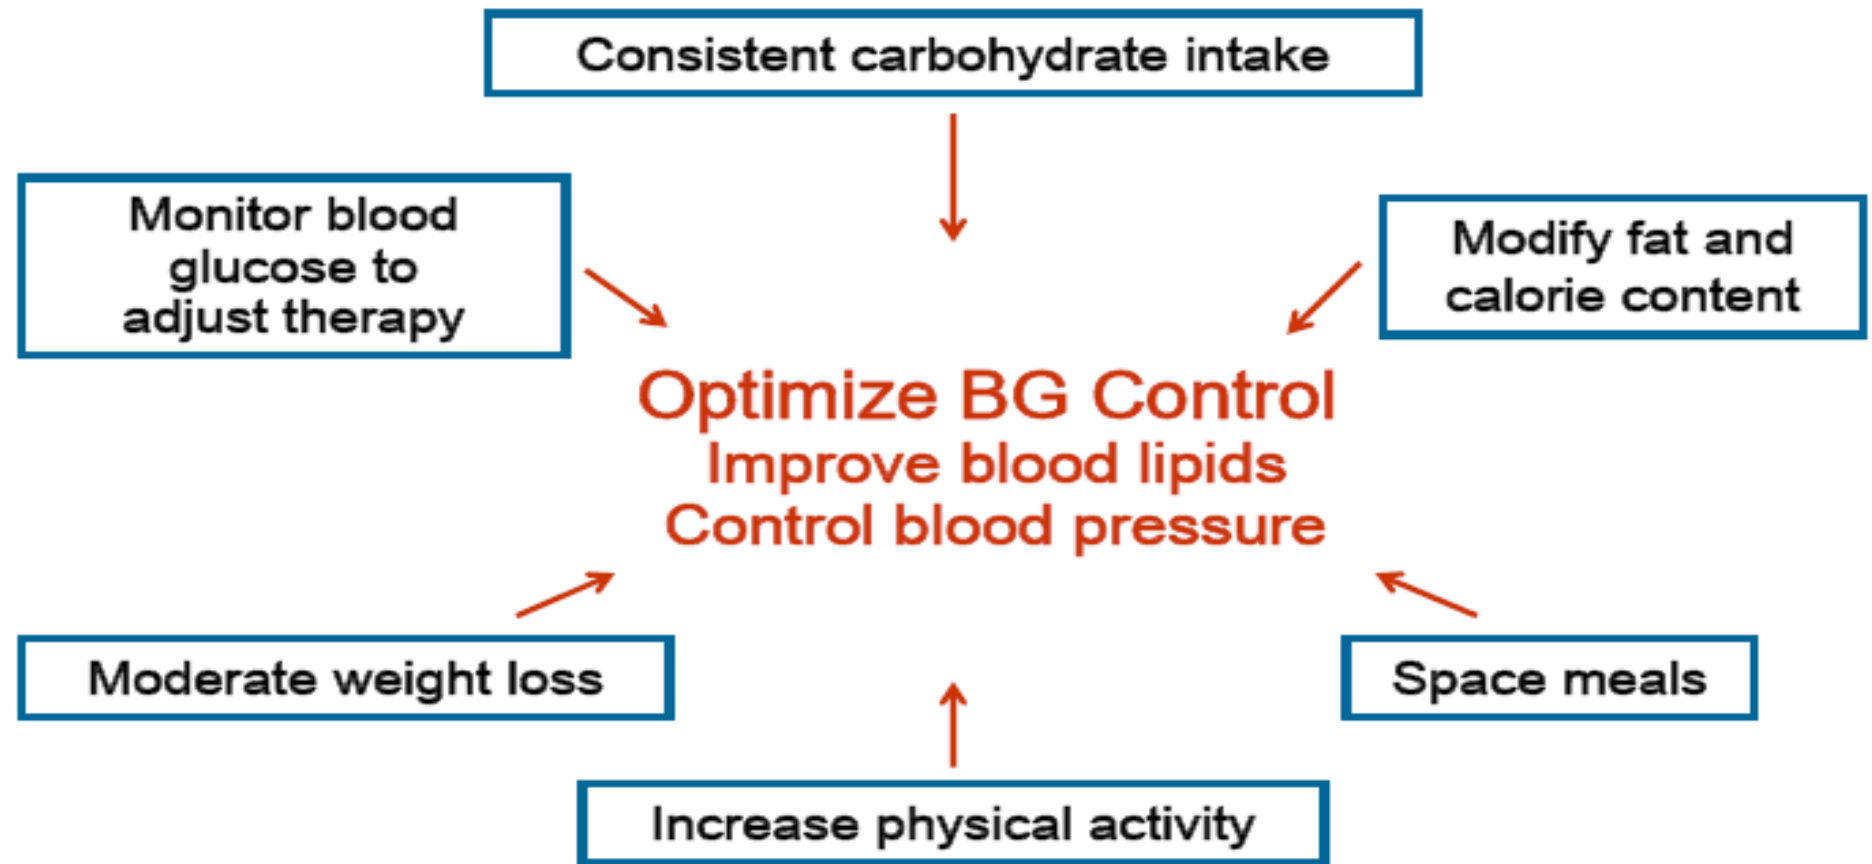 Consistent carbohydrate intake
Monitor blood
glucose to
adjust therapy
Modify fat and
calorie content
Optimize BG Control
Improve blood lipids
Control blood pressure
Moderate weight loss
Space meals
Increase physical activity